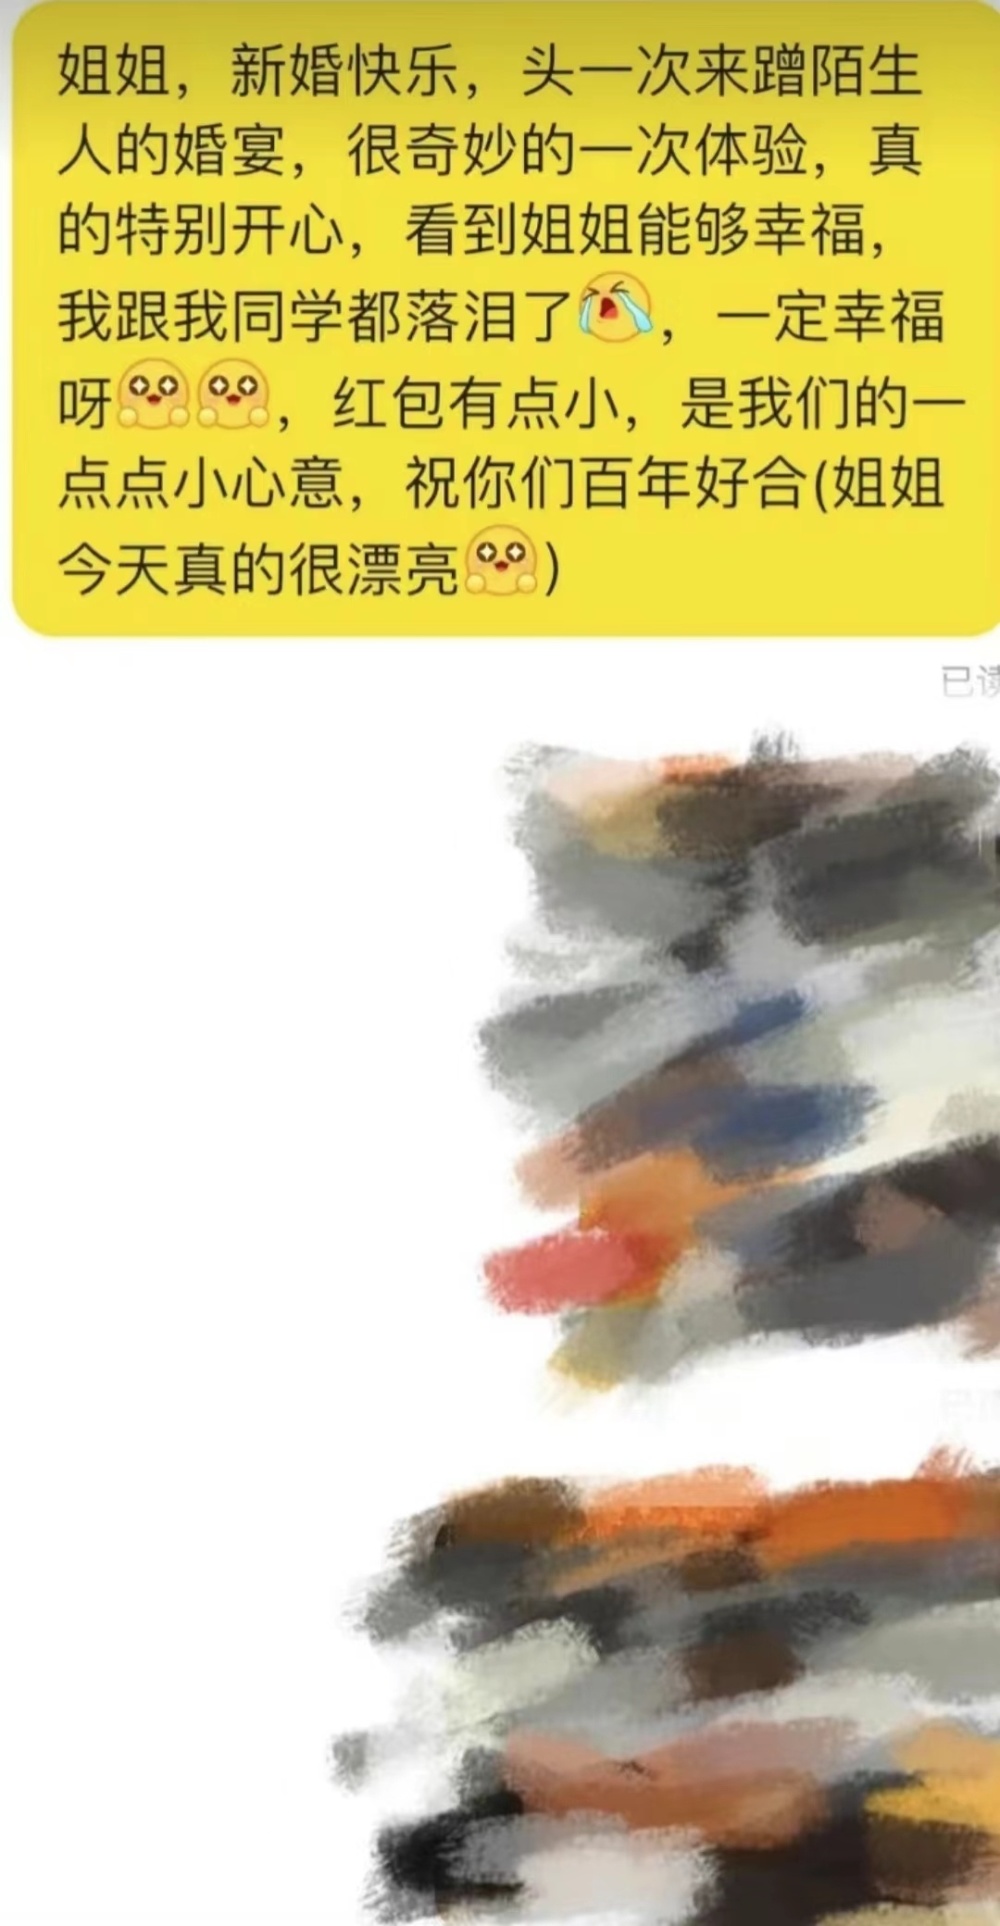 姐姐，新婚快乐，头一次来蹭陌生
人的婚宴，很奇妙的一次体验，真
的特别开心，看到姐姐能够幸福，
我跟我同学都落泪了😭，一定幸福
呀🤩🤩，红包有点小，是我们的一
点点小心意，祝你们百年好合(姐姐
今天真的很漂亮🤩)
已读